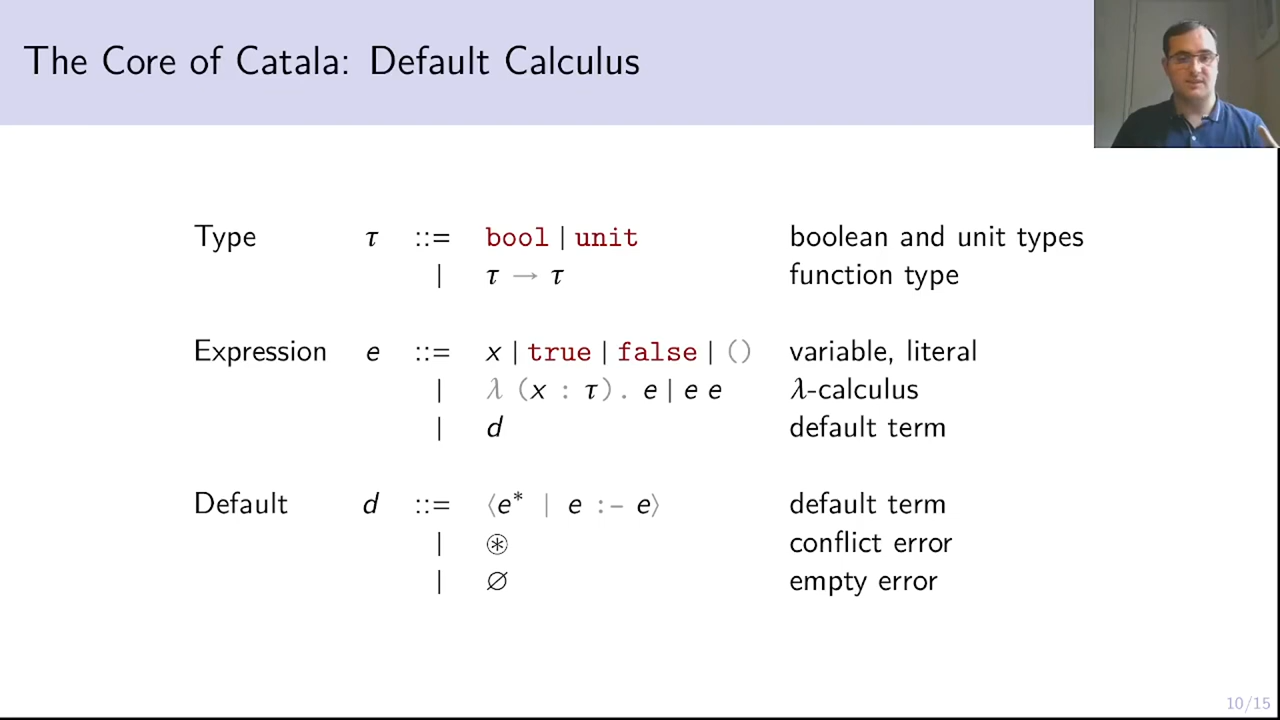 The Core of Catala: Default Calculus
Type τ ::= bool | unit boolean and unit types
| τ → τ function type
Expression e ::= x | true | false | () variable, literal
| λ (x : τ). e | e e λ-calculus
| d default term
Default d ::= ⟨e* | e :– e⟩ default term
| ⊛ conflict error
| ∅ empty error
10/15